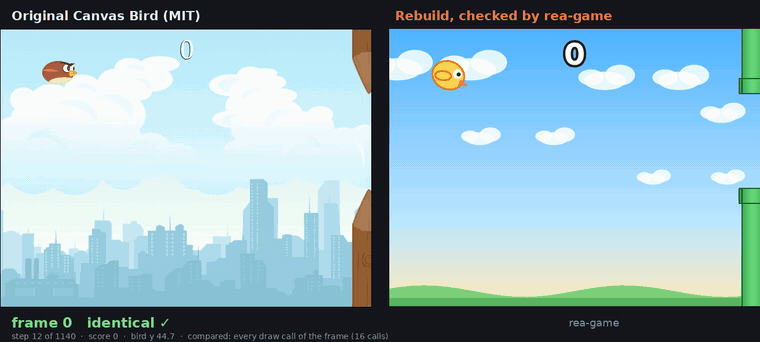 Original Canvas Bird (MIT)
Rebuild, checked by rea-game
0
0
frame 0 identical ✓
rea-game
step 12 of 1140 · score 0 · bird y 44.7 · compared: every draw call of the frame (16 calls)